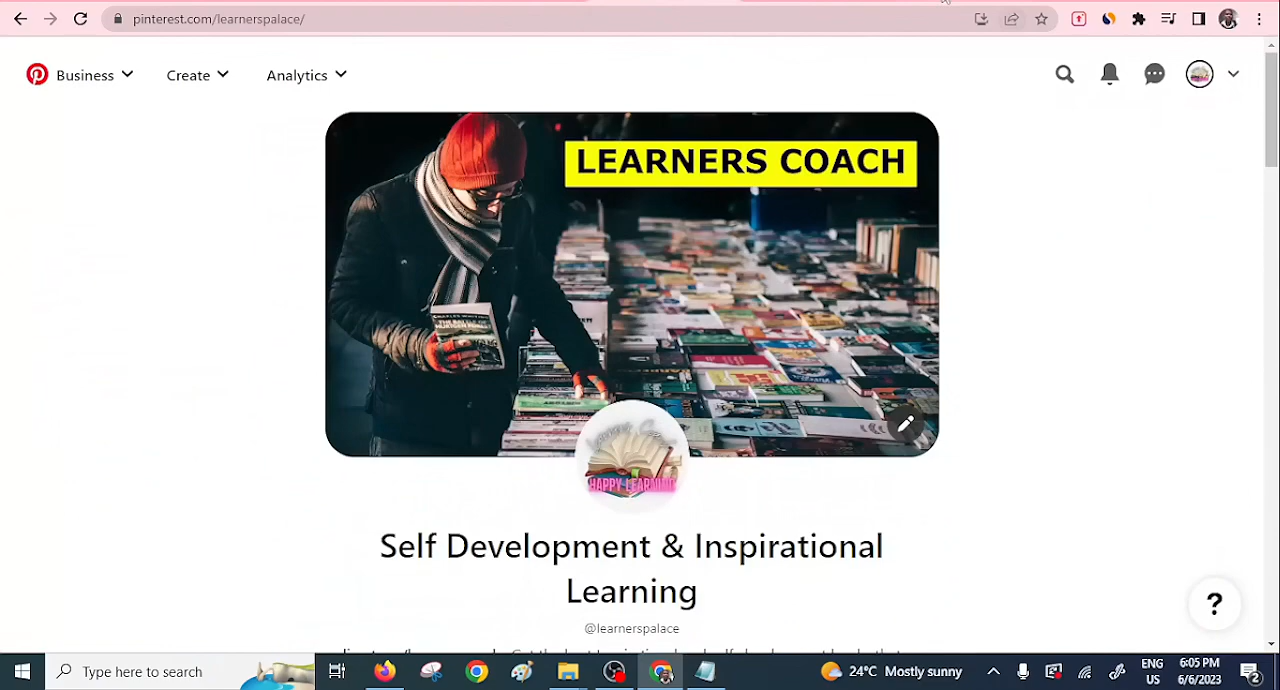 pinterest.com/learnerspalace/
Business
Create
Analytics
LEARNERS COACH
HAPPY LEARNING
Self Development & Inspirational
Learning
@learnerspalace
?
Type here to search
24°C Mostly sunny
ENG
US
6:05 PM
6/6/2023
2